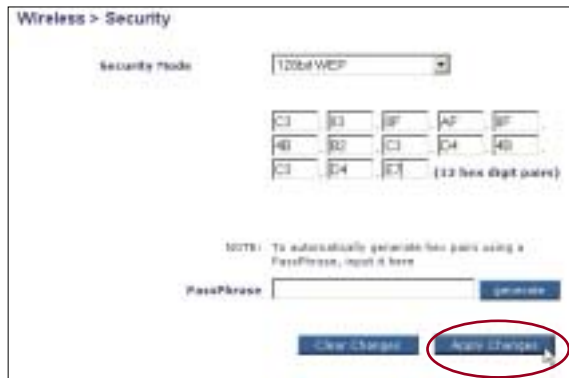 Wireless > Security
Security Mode 128bit WEP
C3 . 03 . 8F . AF . 8F .
4B . B2 . C3 . D4 . 4B .
C3 . D4 . E7 (13 hex digit pairs)
NOTE: To automatically generate hex pairs using a
PassPhrase, input it here
PassPhrase generate
Clear Changes Apply Changes